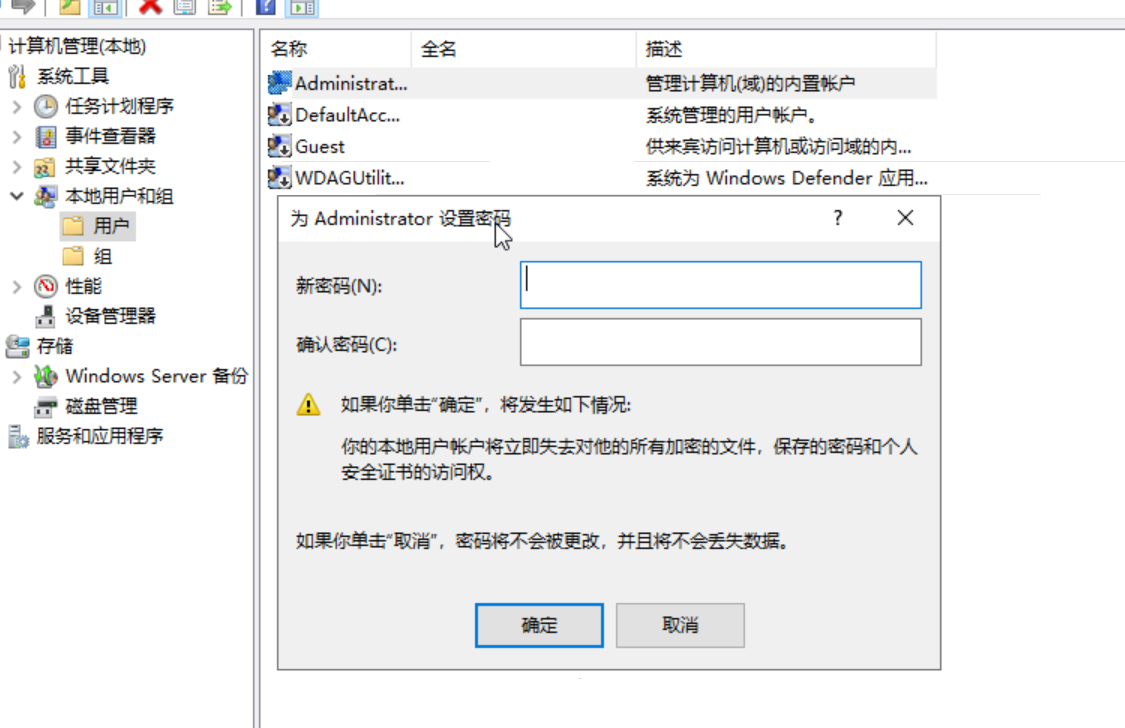 计算机管理(本地)
系统工具
任务计划程序
事件查看器
共享文件夹
本地用户和组
用户
组
性能
设备管理器
存储
Windows Server 备份
磁盘管理
服务和应用程序
名称 全名 描述
Administrat... 管理计算机(域)的内置帐户
DefaultAcc... 系统管理的用户帐户。
Guest 供来宾访问计算机或访问域的内...
WDAGUtilit... 系统为 Windows Defender 应用...
为 Administrator 设置密码
新密码(N):
确认密码(C):
如果你单击“确定”，将发生如下情况:
你的本地用户帐户将立即失去对他的所有加密的文件，保存的密码和个人
安全证书的访问权。
如果你单击“取消”，密码将不会被更改，并且将不会丢失数据。
确定 取消